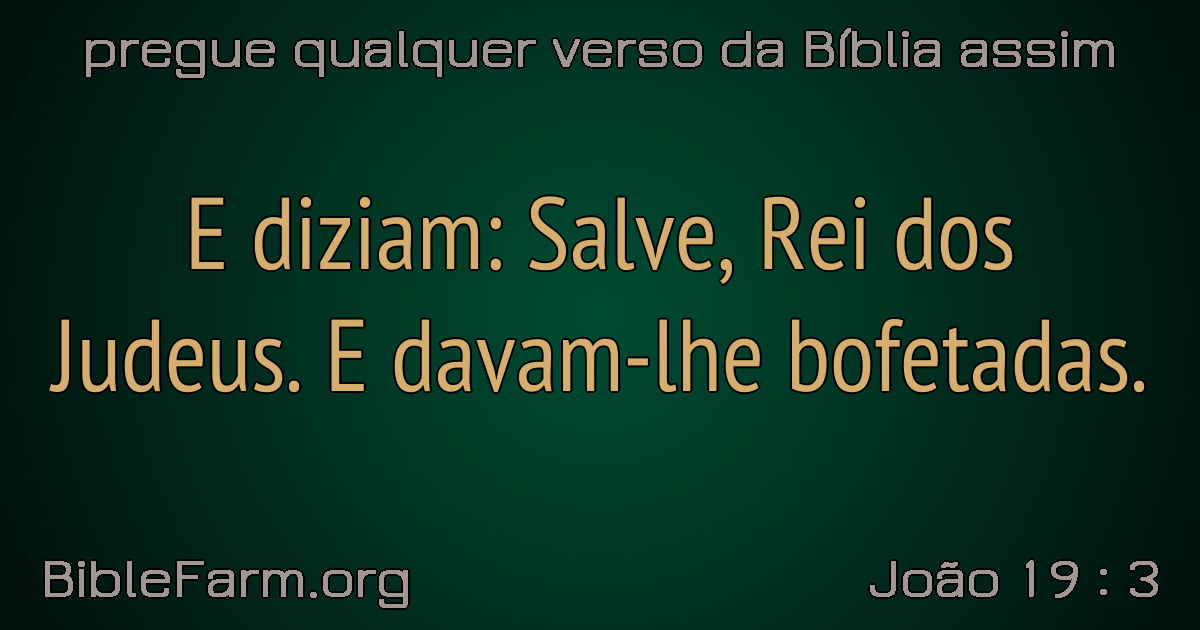 pregue qualquer verso da Bíblia assim
E diziam: Salve, Rei dos
Judeus. E davam-lhe bofetadas.
BibleFarm.org
João 19 : 3